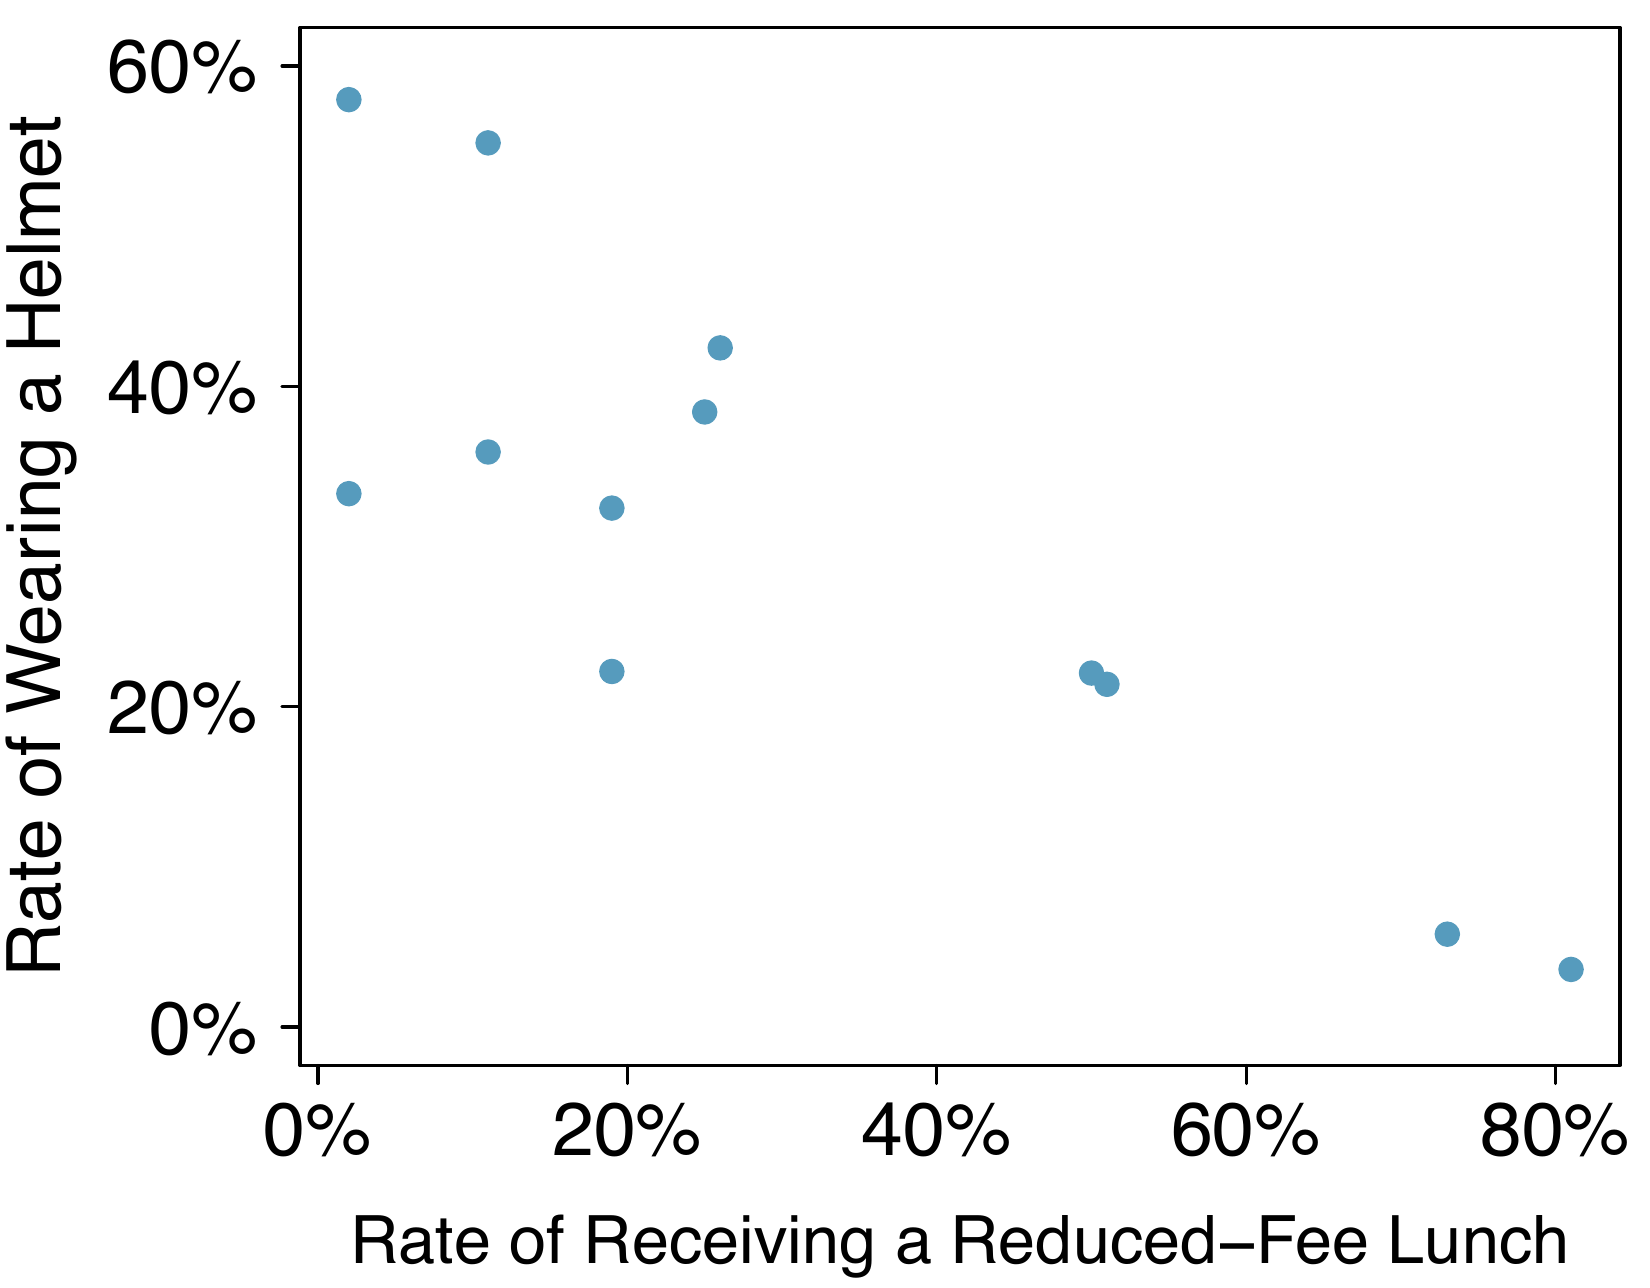 Rate of Wearing a Helmet
60%
40%
20%
0%
0% 20% 40% 60% 80%
Rate of Receiving a Reduced−Fee Lunch